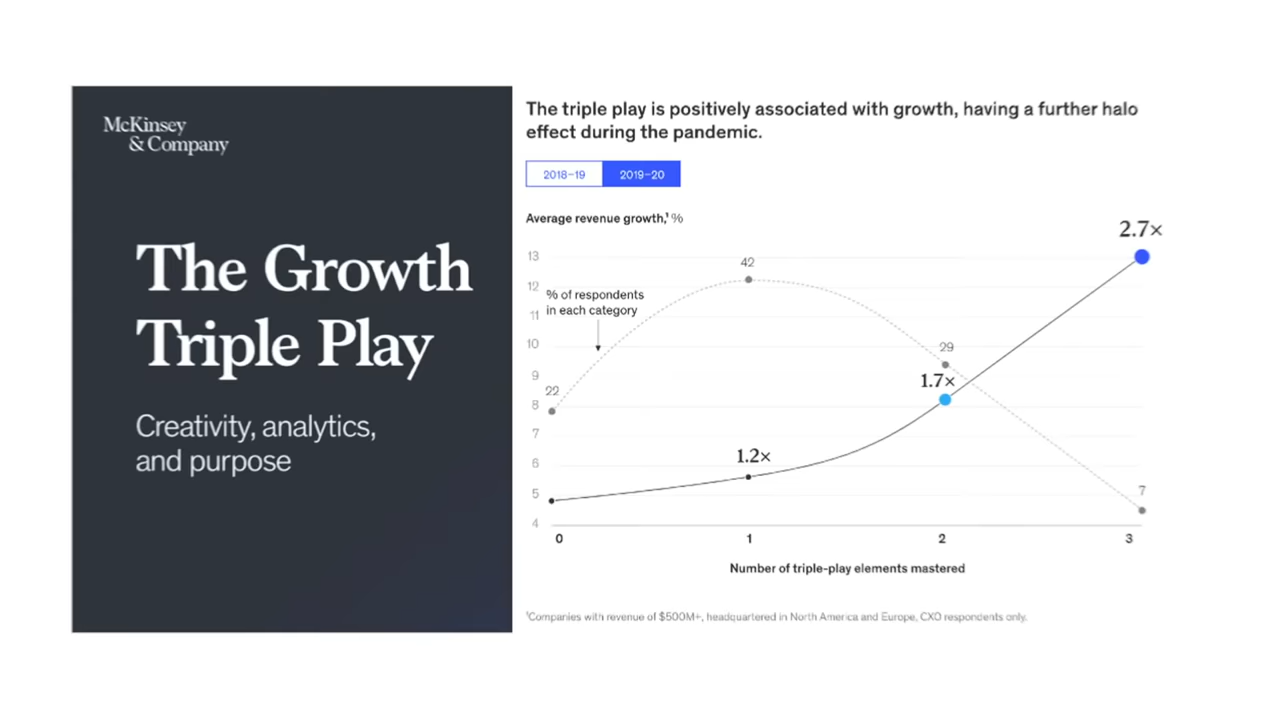 McKinsey
& Company
The Growth
Triple Play
Creativity, analytics,
and purpose
The triple play is positively associated with growth, having a further halo
effect during the pandemic.
2018–19
2019–20
Average revenue growth,¹ %
2.7×
13
42
12
% of respondents
in each category
11
10
29
9
1.7×
22
8
7
1.2×
6
7
5
4
0
1
2
3
Number of triple-play elements mastered
¹Companies with revenue of $500M+, headquartered in North America and Europe, CXO respondents only.